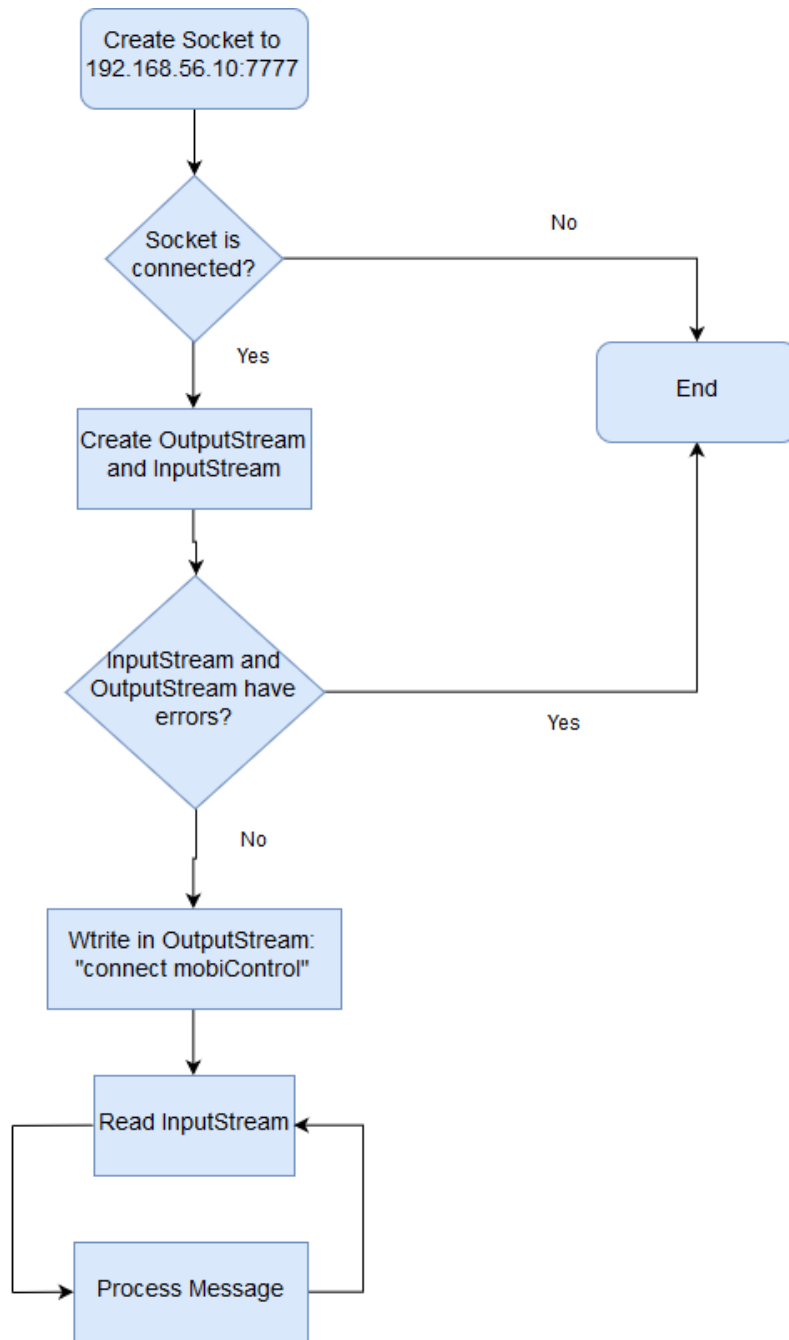 Create Socket to
192.168.56.10:7777
Socket is
connected?
No
Yes
End
Create OutputStream
and InputStream
InputStream and
OutputStream have
errors?
Yes
No
Wtrite in OutputStream:
"connect mobiControl"
Read InputStream
Process Message